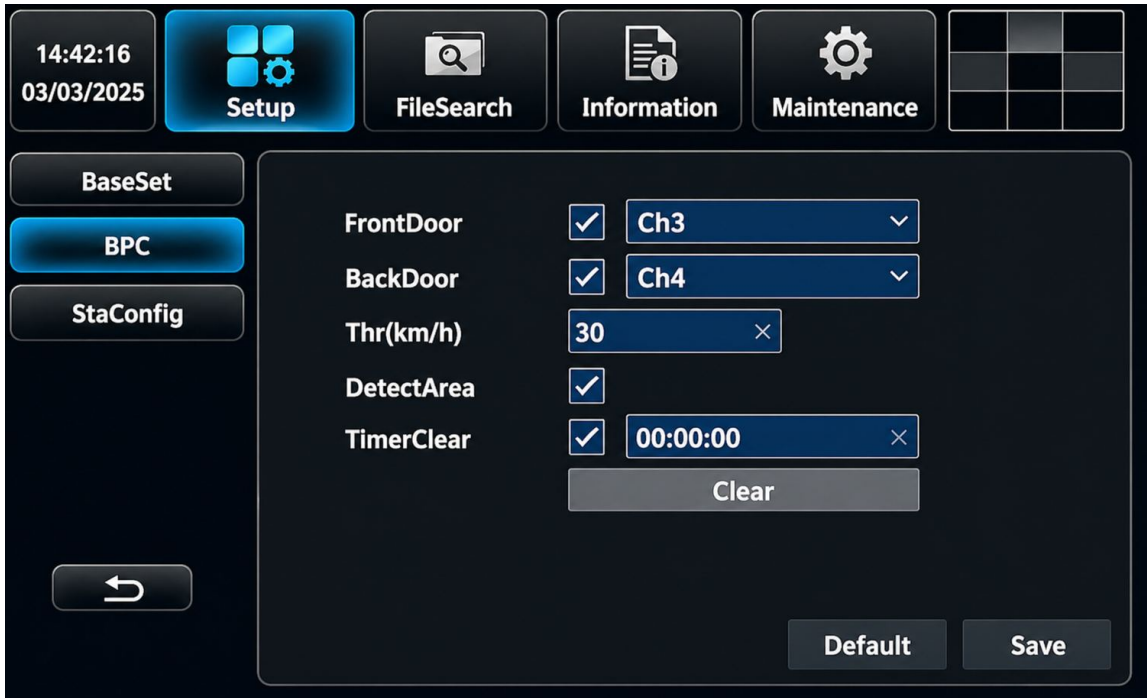 14:42:16
03/03/2025
Setup
FileSearch
Information
Maintenance
BaseSet
BPC
StaConfig
FrontDoor Ch3
BackDoor Ch4
Thr(km/h) 30
DetectArea
TimerClear 00:00:00
Clear
Default Save